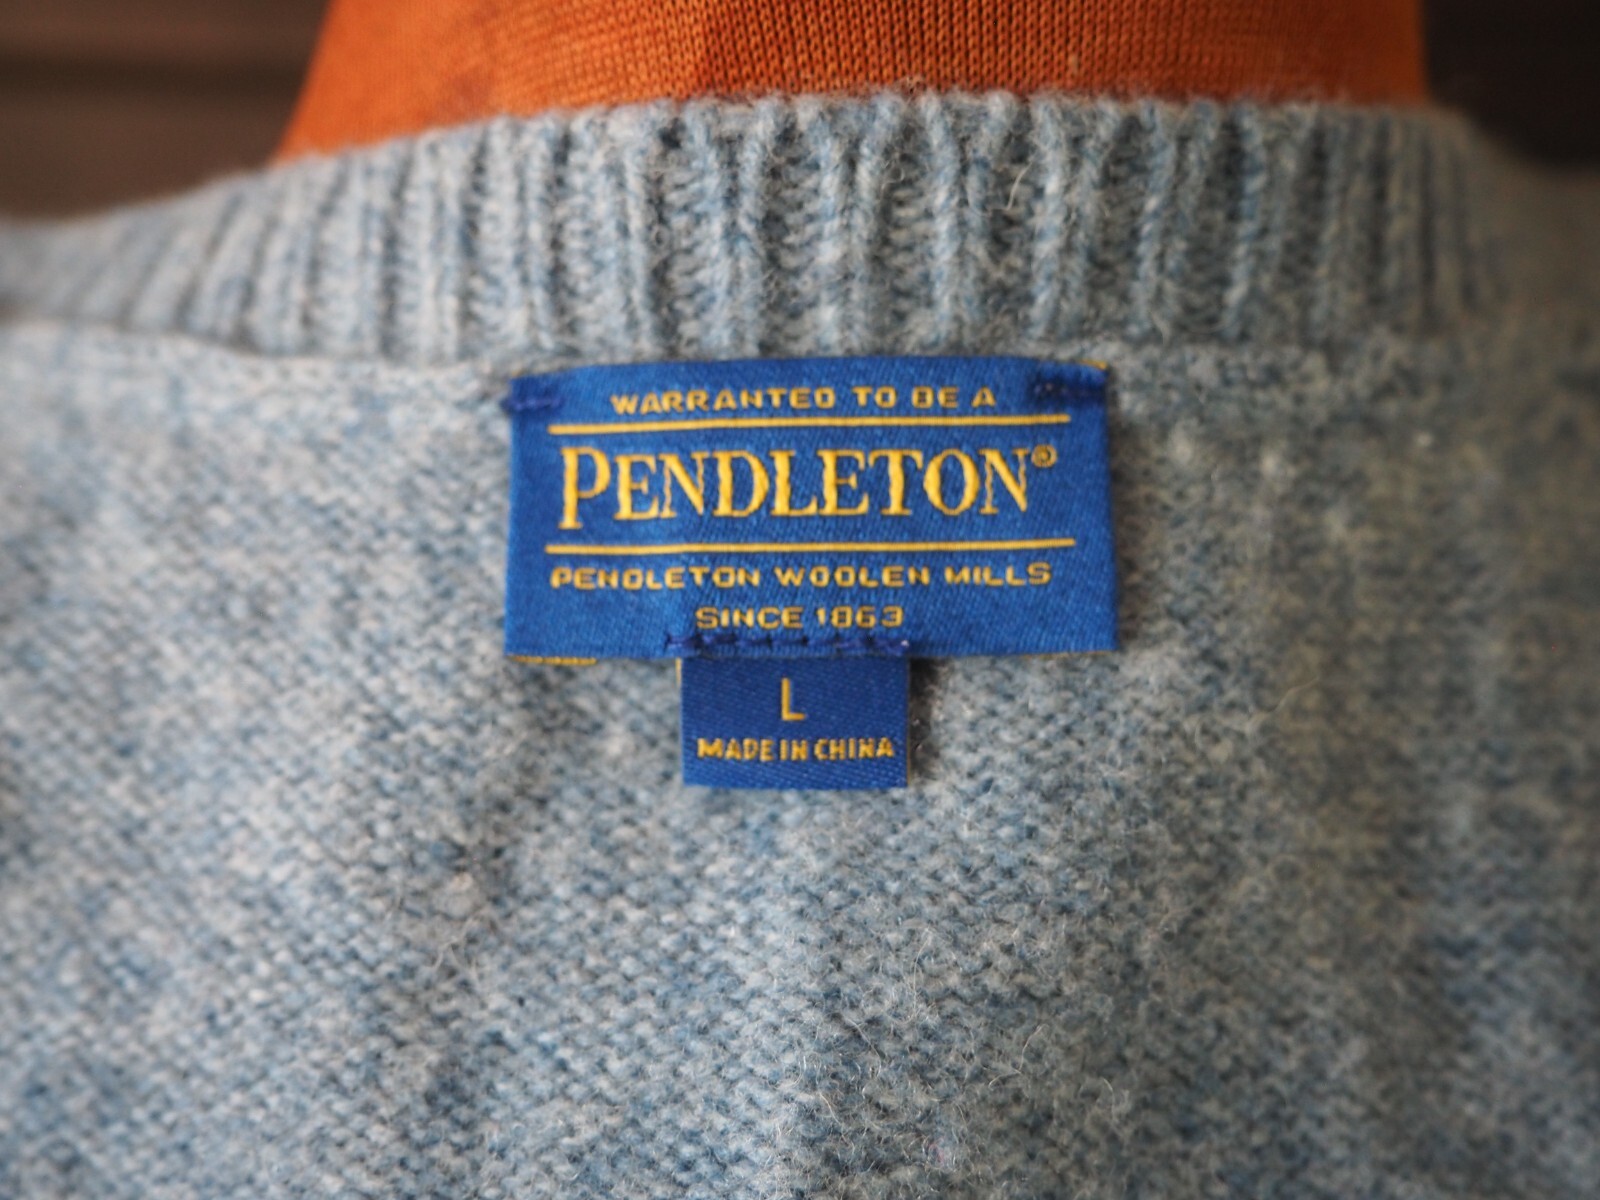 WARRANTED TO BE A
PENDLETON®
PENDLETON WOOLEN MILLS
SINCE 1863
L
MADE IN CHINA